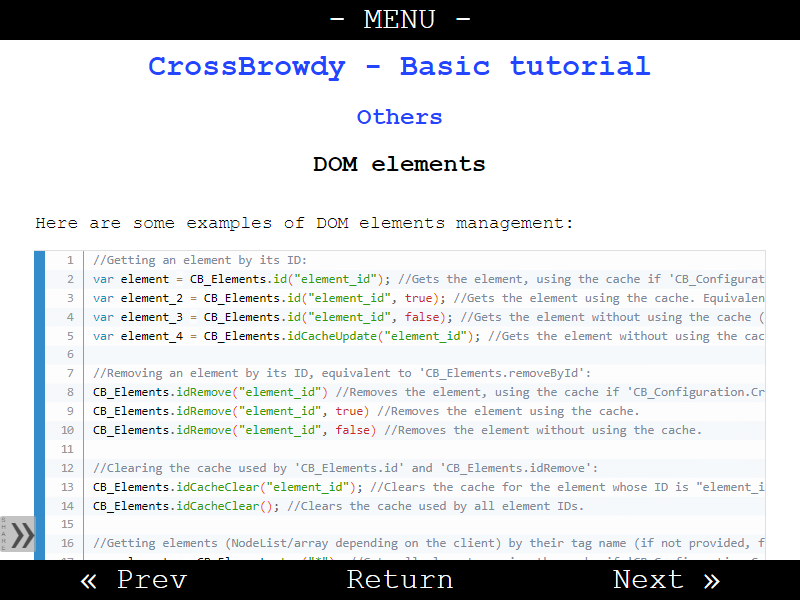 - MENU -
CrossBrowdy - Basic tutorial
Others
DOM elements
Here are some examples of DOM elements management:
1 //Getting an element by its ID:
2 var element = CB_Elements.id("element_id"); //Gets the element, using the cache if 'CB_Configurat
3 var element_2 = CB_Elements.id("element_id", true); //Gets the element using the cache. Equivalen
4 var element_3 = CB_Elements.id("element_id", false); //Gets the element without using the cache (
5 var element_4 = CB_Elements.idCacheUpdate("element_id"); //Gets the element without using the cac
6
7 //Removing an element by its ID, equivalent to 'CB_Elements.removeById':
8 CB_Elements.idRemove("element_id") //Removes the element, using the cache if 'CB_Configuration.Cr
9 CB_Elements.idRemove("element_id", true) //Removes the element using the cache.
10 CB_Elements.idRemove("element_id", false) //Removes the element without using the cache.
11
12 //Clearing the cache used by 'CB_Elements.id' and 'CB_Elements.idRemove':
13 CB_Elements.idCacheClear("element_id"); //Clears the cache for the element whose ID is "element_i
14 CB_Elements.idCacheClear(); //Clears the cache used by all element IDs.
15
16 //Getting elements (NodeList/array depending on the client) by their tag name (if not provided, f
SHARE »
« Prev Return Next »